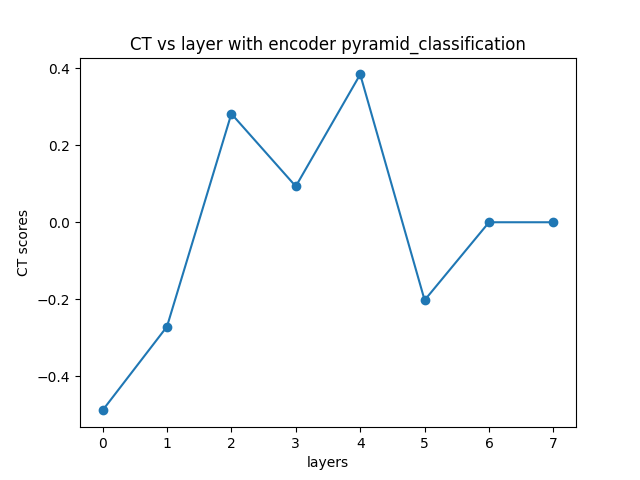 CT vs layer with encoder pyramid_classification
0.4
0.2
0.0
−0.2
−0.4
CT scores
0 1 2 3 4 5 6 7
layers